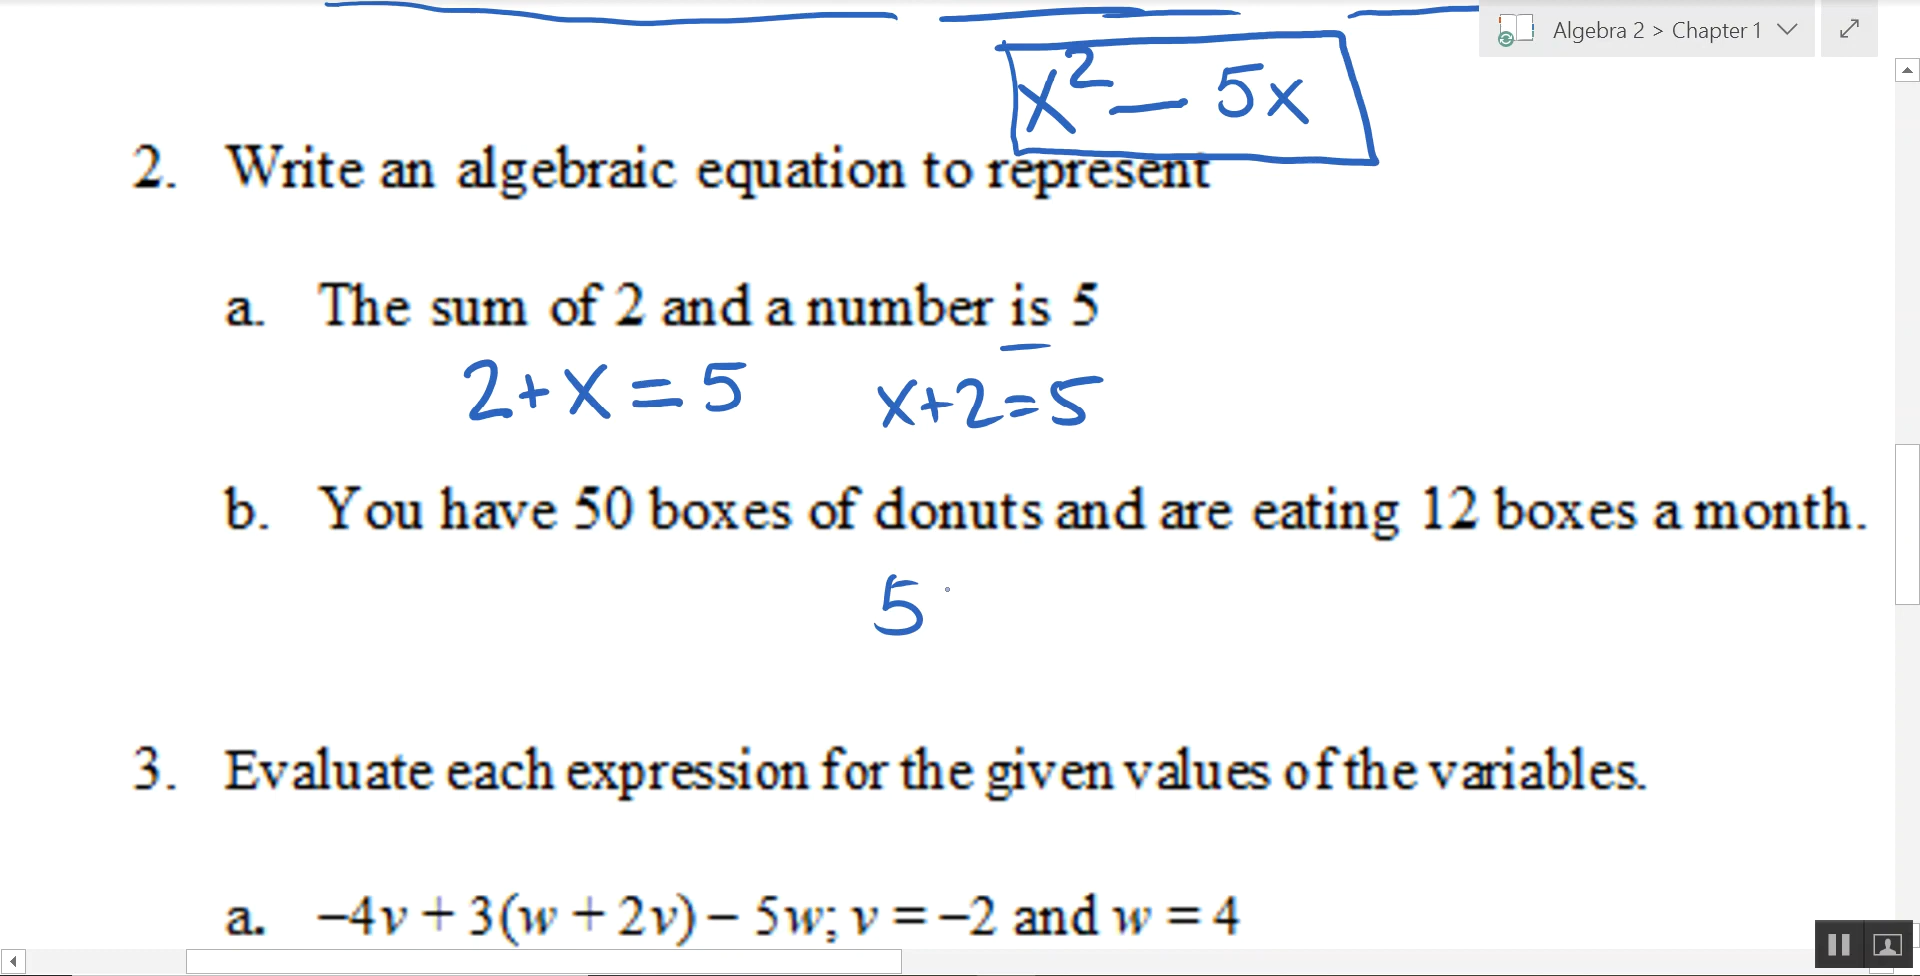 Algebra 2 > Chapter 1
x² – 5x
2. Write an algebraic equation to represent
a. The sum of 2 and a number is 5
2+x=5 x+2=5
b. You have 50 boxes of donuts and are eating 12 boxes a month.
5
3. Evaluate each expression for the given values of the variables.
a. –4v + 3(w + 2v) – 5w; v = –2 and w = 4